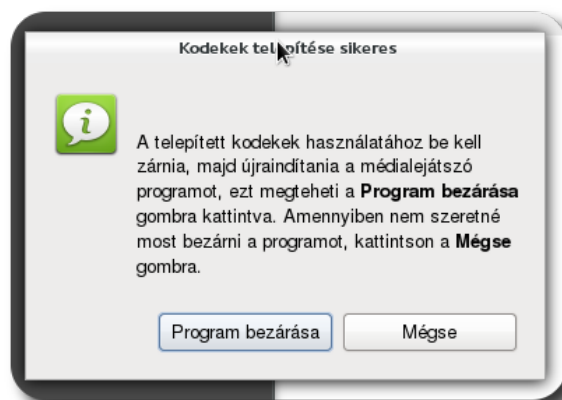 Kodekek telepítése sikeres
A telepített kodekek használatához be kell
zárnia, majd újraindítania a médialejátszó
programot, ezt megteheti a Program bezárása
gombra kattintva. Amennyiben nem szeretné
most bezárni a programot, kattintson a Mégse
gombra.
Program bezárása
Mégse